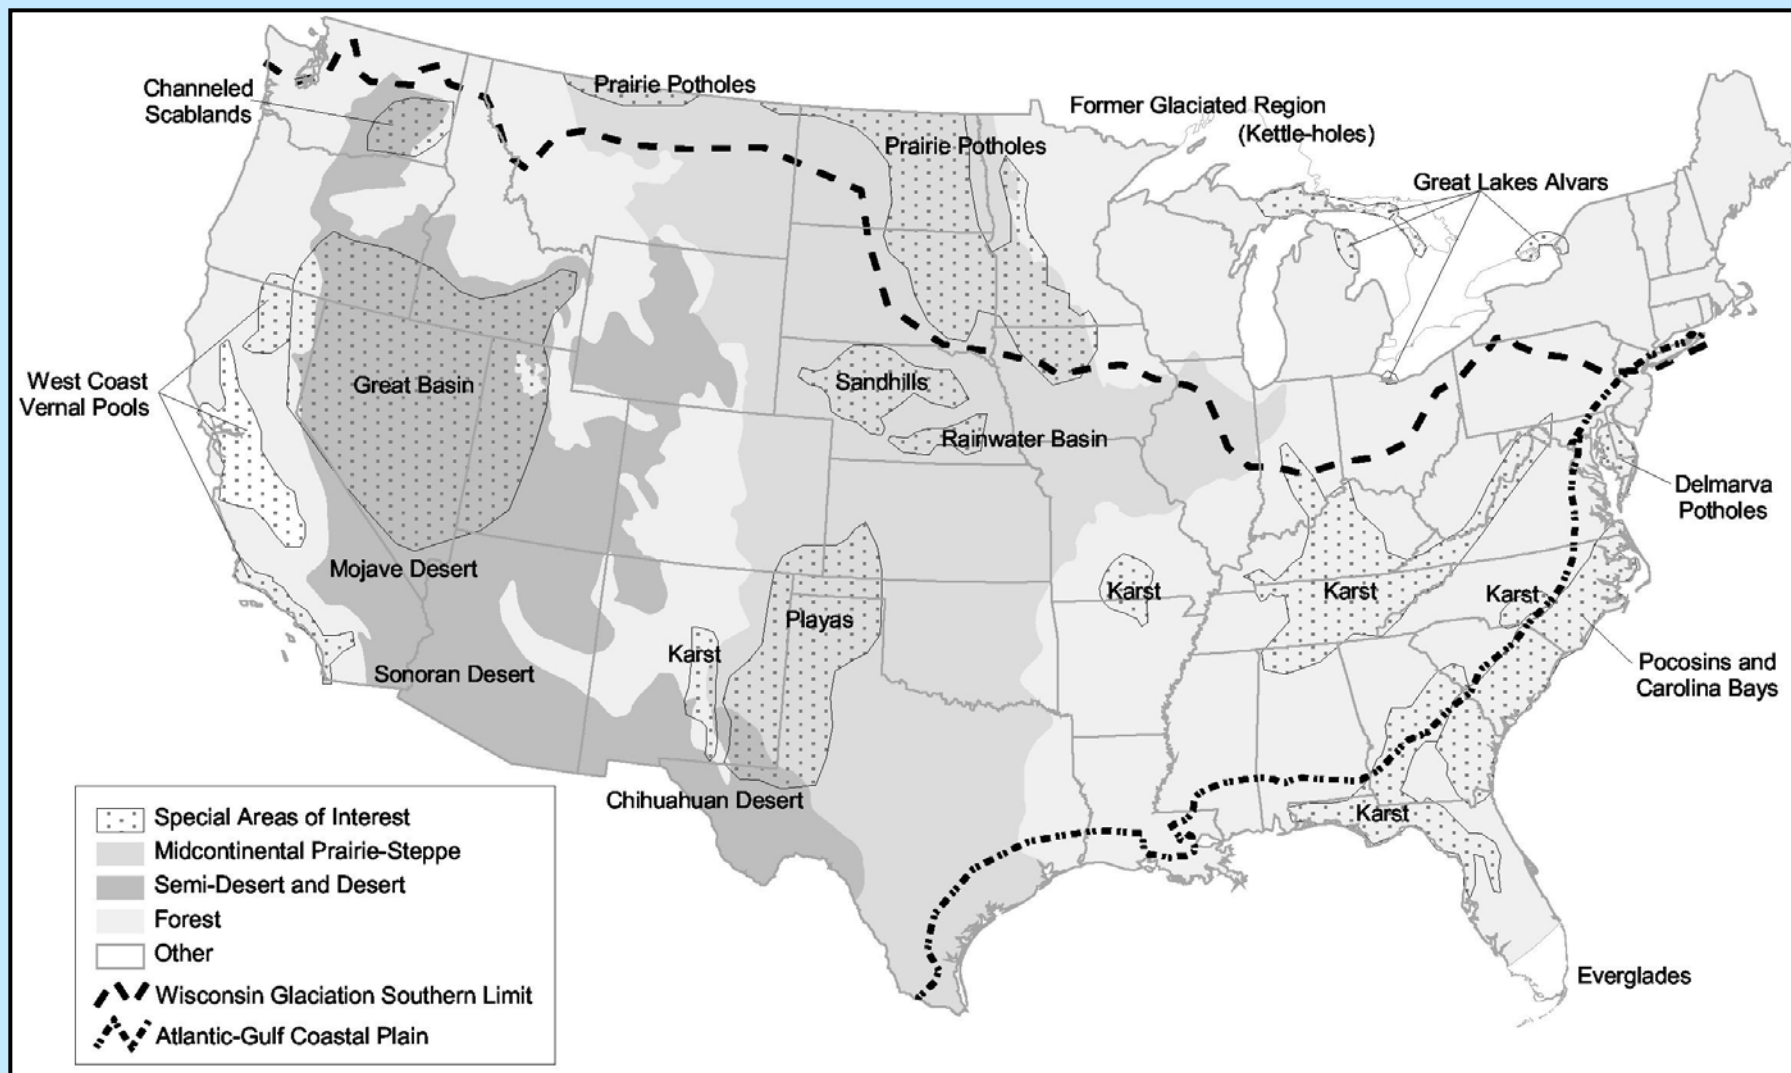 Channeled
Scablands
Prairie Potholes
Former Glaciated Region
(Kettle-holes)
Prairie Potholes
Great Lakes Alvars
West Coast
Vernal Pools
Great Basin
Sandhills
Rainwater Basin
Delmarva
Potholes
Mojave Desert
Karst
Karst
Karst
Playas
Karst
Sonoran Desert
Pocosins and
Carolina Bays
Chihuahuan Desert
Karst
Everglades
Special Areas of Interest
Midcontinental Prairie-Steppe
Semi-Desert and Desert
Forest
Other
Wisconsin Glaciation Southern Limit
Atlantic-Gulf Coastal Plain